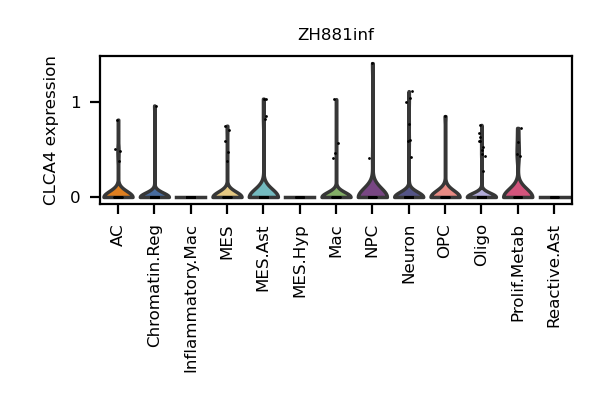 ZH881inf
CLCA4 expression
1
0
AC
Chromatin.Reg
Inflammatory.Mac
MES
MES.Ast
MES.Hyp
Mac
NPC
Neuron
OPC
Oligo
Prolif.Metab
Reactive.Ast